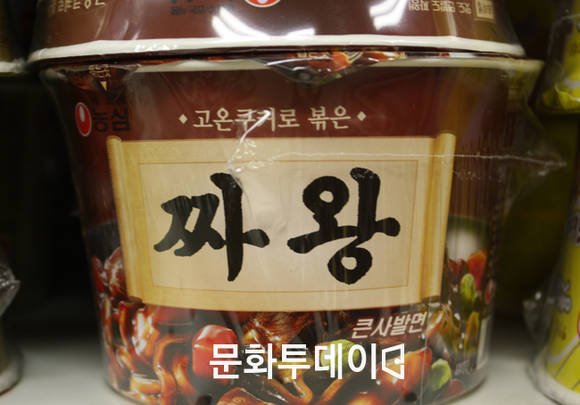 농심
고온쿠커로 볶은
짜왕
큰사발면
문화투데이